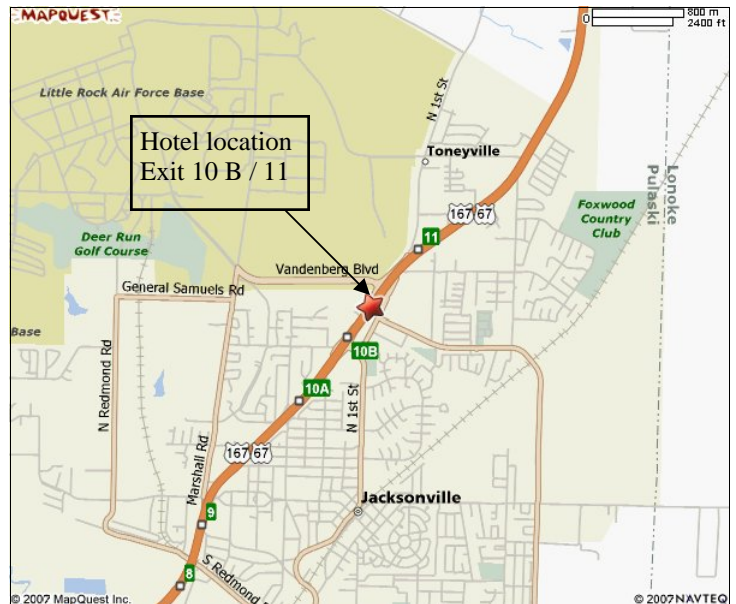 MAPQUEST
800 m
0
2400 ft
Little Rock Air Force Base
N 1st St
Hotel location
Exit 10 B / 11
Toneyville
Lonoke
Pulaski
167 67
Foxwood
Country
Club
11
Deer Run
Golf Course
Vandenberg Blvd
General Samuels Rd
Base
10B
N Redmond Rd
10A
N 1st St
Marshall Rd
167 67
Jacksonville
9
8
S Redmond
© 2007 MapQuest Inc.
© 2007 NAVTEQ